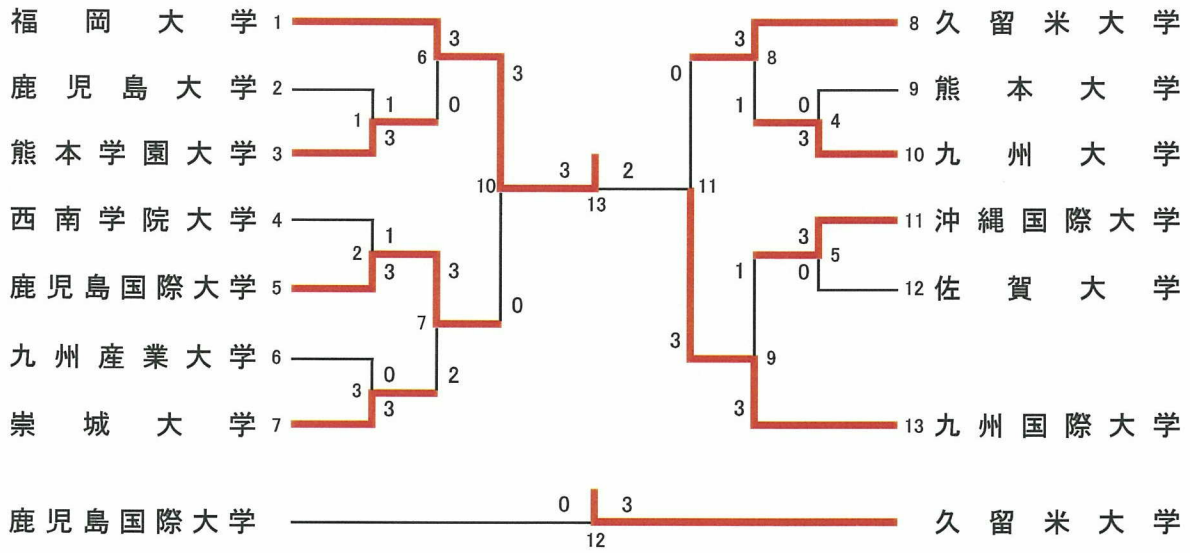 福岡大学 1 3 3 8 久留米大学
6 3 0 8
鹿児島大学 2 1 0 1 0 9 熊本大学
1 3 3 4
熊本学園大学 3 10 九州大学
10 3 2 11
13
西南学院大学 4 1 3 11 沖縄国際大学
2 3 3 1 0 5
鹿児島国際大学 5 12 佐賀大学
7 0
九州産業大学 6 0 2 3 9
3 3 3
崇城大学 7 13 九州国際大学
鹿児島国際大学 0 3 久留米大学
12